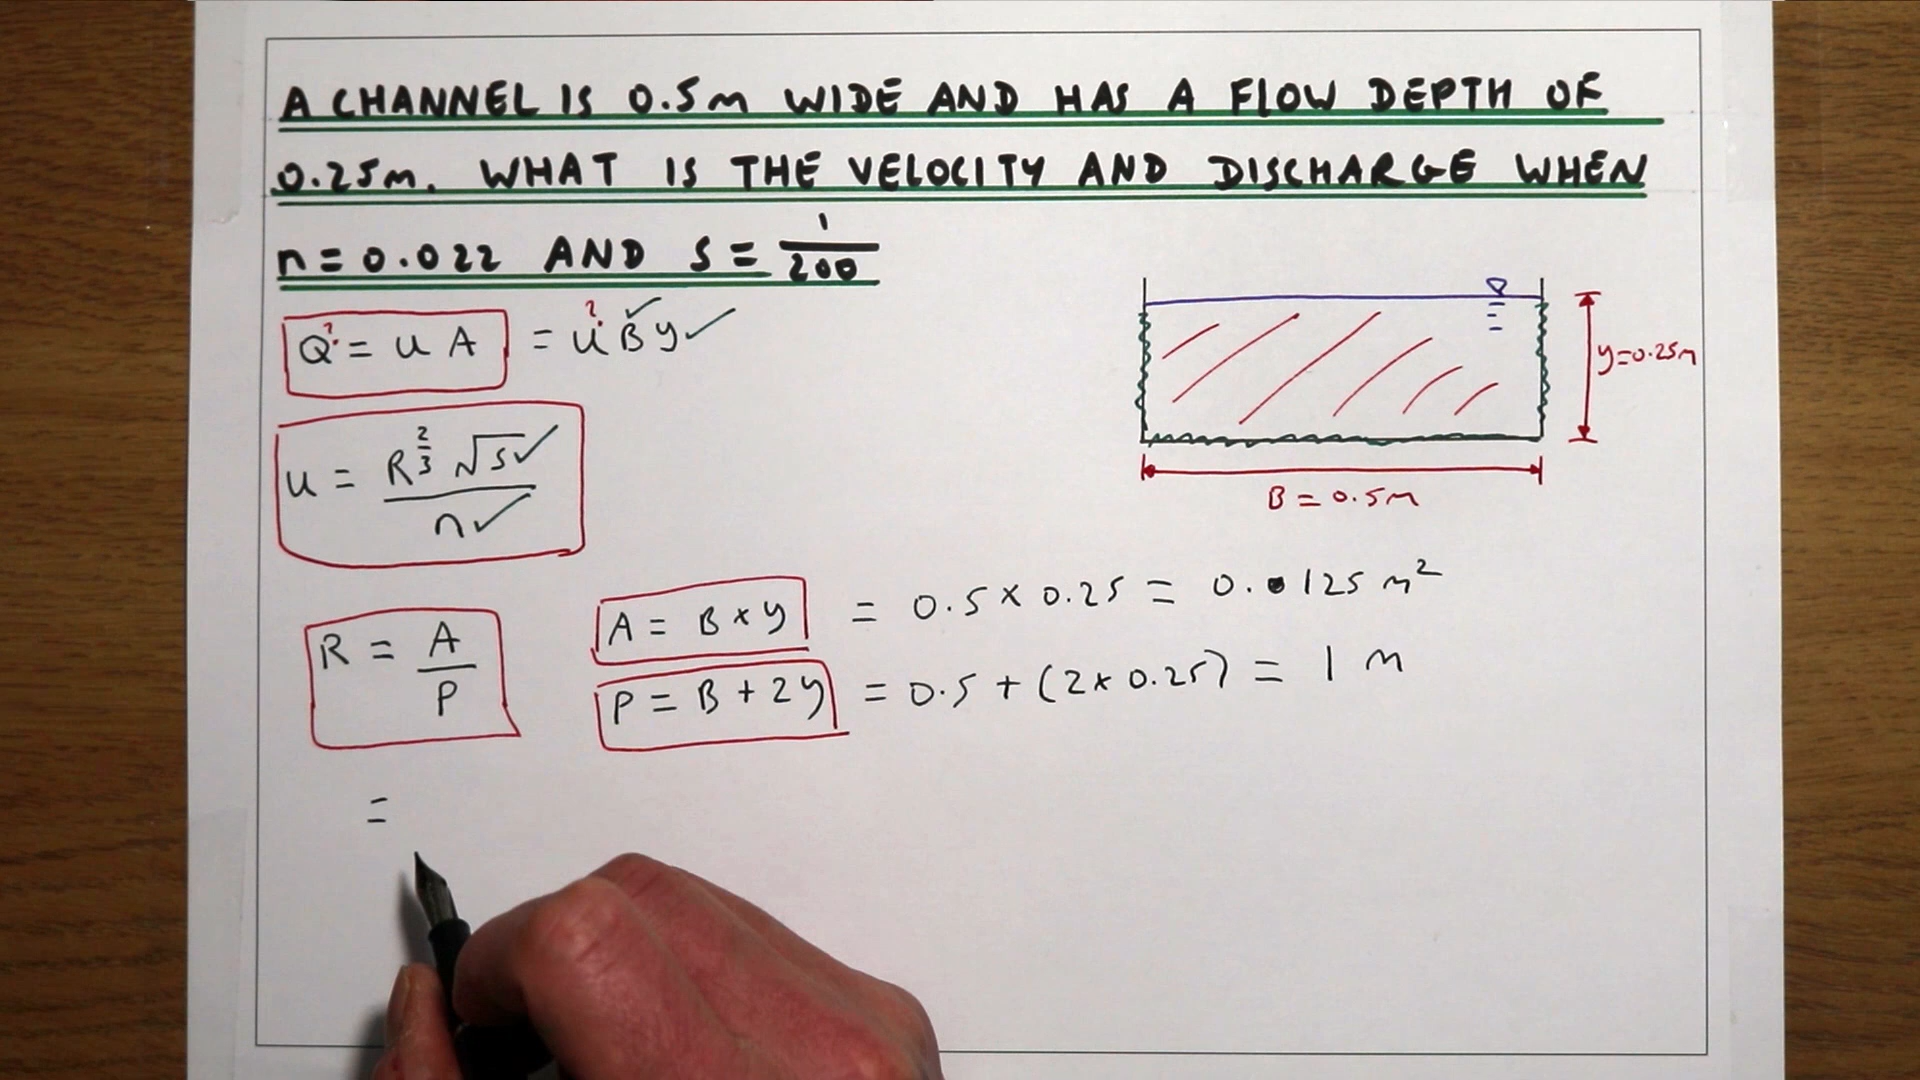 A CHANNEL IS 0.5m WIDE AND HAS A FLOW DEPTH OF
0.25m. WHAT IS THE VELOCITY AND DISCHARGE WHEN
n = 0.022 AND S = 1/200
Q? = u A = u? B ✓ y ✓
u = R^(2/3) √s ✓ / n ✓
y = 0.25m
B = 0.5m
R = A / P
A = B × y = 0.5 × 0.25 = 0.125 m²
P = B + 2y = 0.5 + (2 × 0.25) = 1 m
=